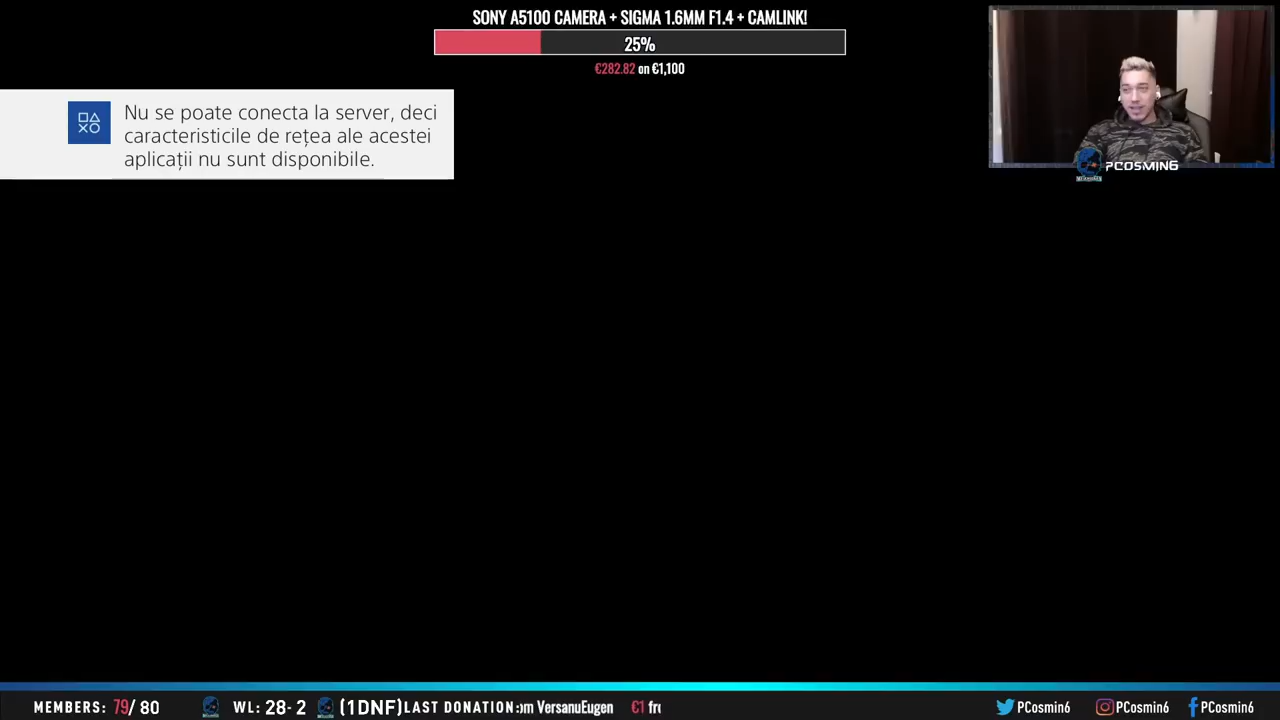 SONY A5100 CAMERA + SIGMA 1.6MM F1.4 + CAMLINK!
25%
€282.82 on €1,100
Nu se poate conecta la server, deci
caracteristicile de rețea ale acestei
aplicații nu sunt disponibile.
PCOSMIN6
MEMBERS: 79/ 80 WL: 28- 2 (1DNF) LAST DONATION: om VersanuEugen €1 fr PCosmin6 PCosmin6 PCosmin6